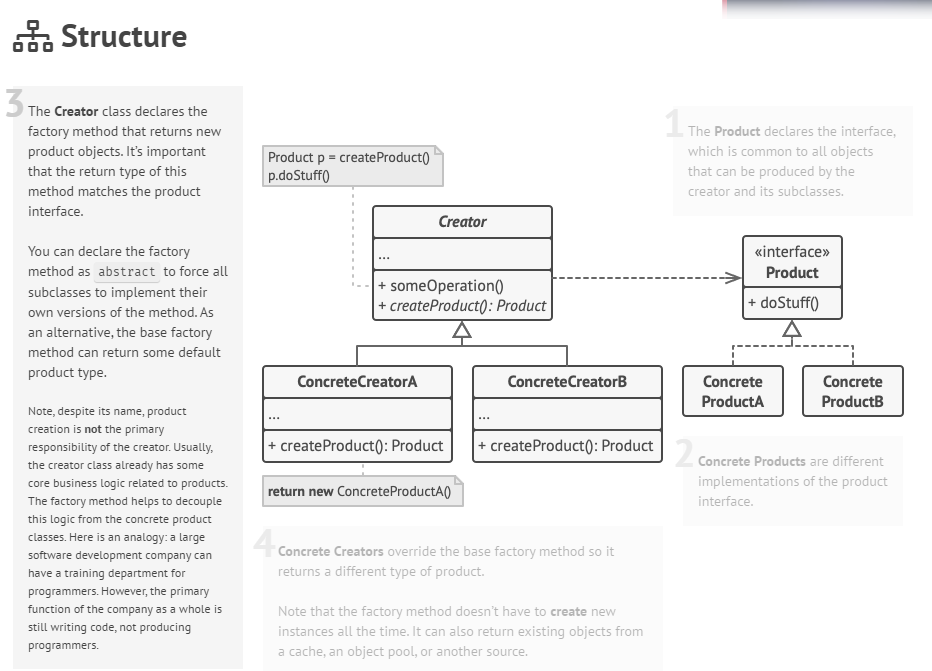 Structure
3
The Creator class declares the
factory method that returns new
product objects. It's important
that the return type of this
method matches the product
interface.
You can declare the factory
method as abstract to force all
subclasses to implement their
own versions of the method. As
an alternative, the base factory
method can return some default
product type.
Note, despite its name, product
creation is not the primary
responsibility of the creator. Usually,
the creator class already has some
core business logic related to products.
The factory method helps to decouple
this logic from the concrete product
classes. Here is an analogy: a large
software development company can
have a training department for
programmers. However, the primary
function of the company as a whole is
still writing code, not producing
programmers.
Product p = createProduct()
p.doStuff()
Creator
...
+ someOperation()
+ createProduct(): Product
ConcreteCreatorA
...
+ createProduct(): Product
ConcreteCreatorB
...
+ createProduct(): Product
return new ConcreteProductA()
1
The Product declares the interface,
which is common to all objects
that can be produced by the
creator and its subclasses.
«interface»
Product
+ doStuff()
Concrete
ProductA
Concrete
ProductB
2
Concrete Products are different
implementations of the product
interface.
4
Concrete Creators override the base factory method so it
returns a different type of product.
Note that the factory method doesn't have to create new
instances all the time. It can also return existing objects from
a cache, an object pool, or another source.